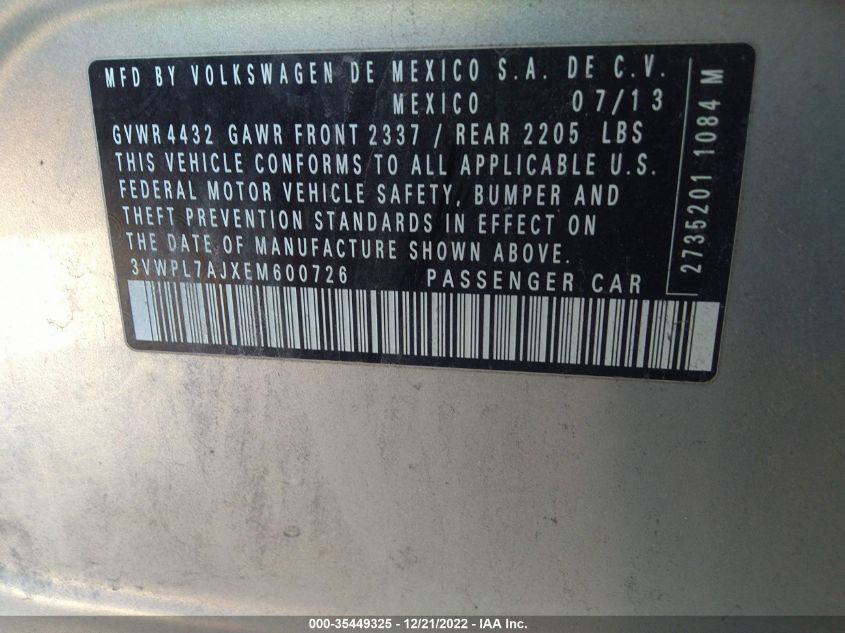 MFD BY VOLKSWAGEN DE MEXICO S.A. DE C.V.
MEXICO 07/13
GVWR 4432 GAWR FRONT 2337 / REAR 2205 LBS
THIS VEHICLE CONFORMS TO ALL APPLICABLE U.S.
FEDERAL MOTOR VEHICLE SAFETY, BUMPER AND
THEFT PREVENTION STANDARDS IN EFFECT ON
THE DATE OF MANUFACTURE SHOWN ABOVE.
3VWPL7AJXEM600726 PASSENGER CAR
2735201 1084 M
000-35449325 - 12/21/2022 - IAA Inc.